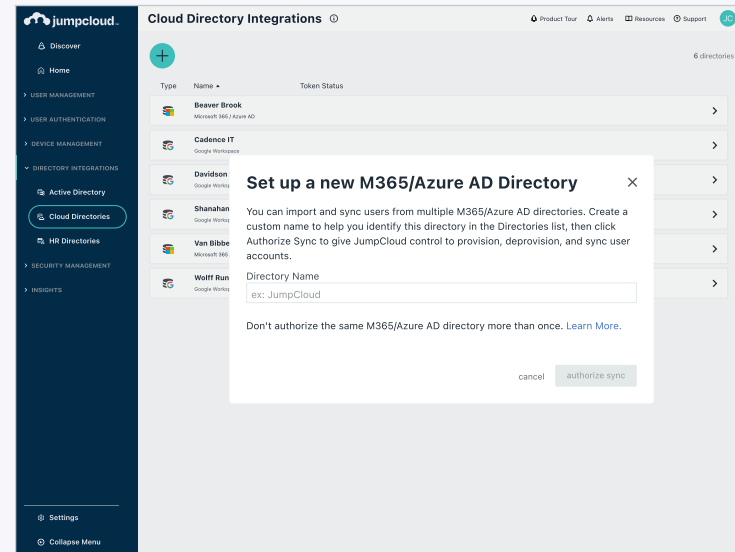 jumpcloud
Discover
Home
USER MANAGEMENT
USER AUTHENTICATION
DEVICE MANAGEMENT
DIRECTORY INTEGRATIONS
Active Directory
Cloud Directories
HR Directories
SECURITY MANAGEMENT
INSIGHTS
Settings
Collapse Menu
Cloud Directory Integrations
Product Tour Alerts Resources Support JC
6 directories
Type Name Token Status
Beaver Brook
Microsoft 365 / Azure AD
Cadence IT
Google Workspace
Davidson
Google Worksp
Shanahan
Google Worksp
Van Bibbe
Microsoft 365
Wolff Run
Google Worksp
Set up a new M365/Azure AD Directory
You can import and sync users from multiple M365/Azure AD directories. Create a
custom name to help you identify this directory in the Directories list, then click
Authorize Sync to give JumpCloud control to provision, deprovision, and sync user
accounts.
Directory Name
ex: JumpCloud
Don't authorize the same M365/Azure AD directory more than once. Learn More.
cancel authorize sync